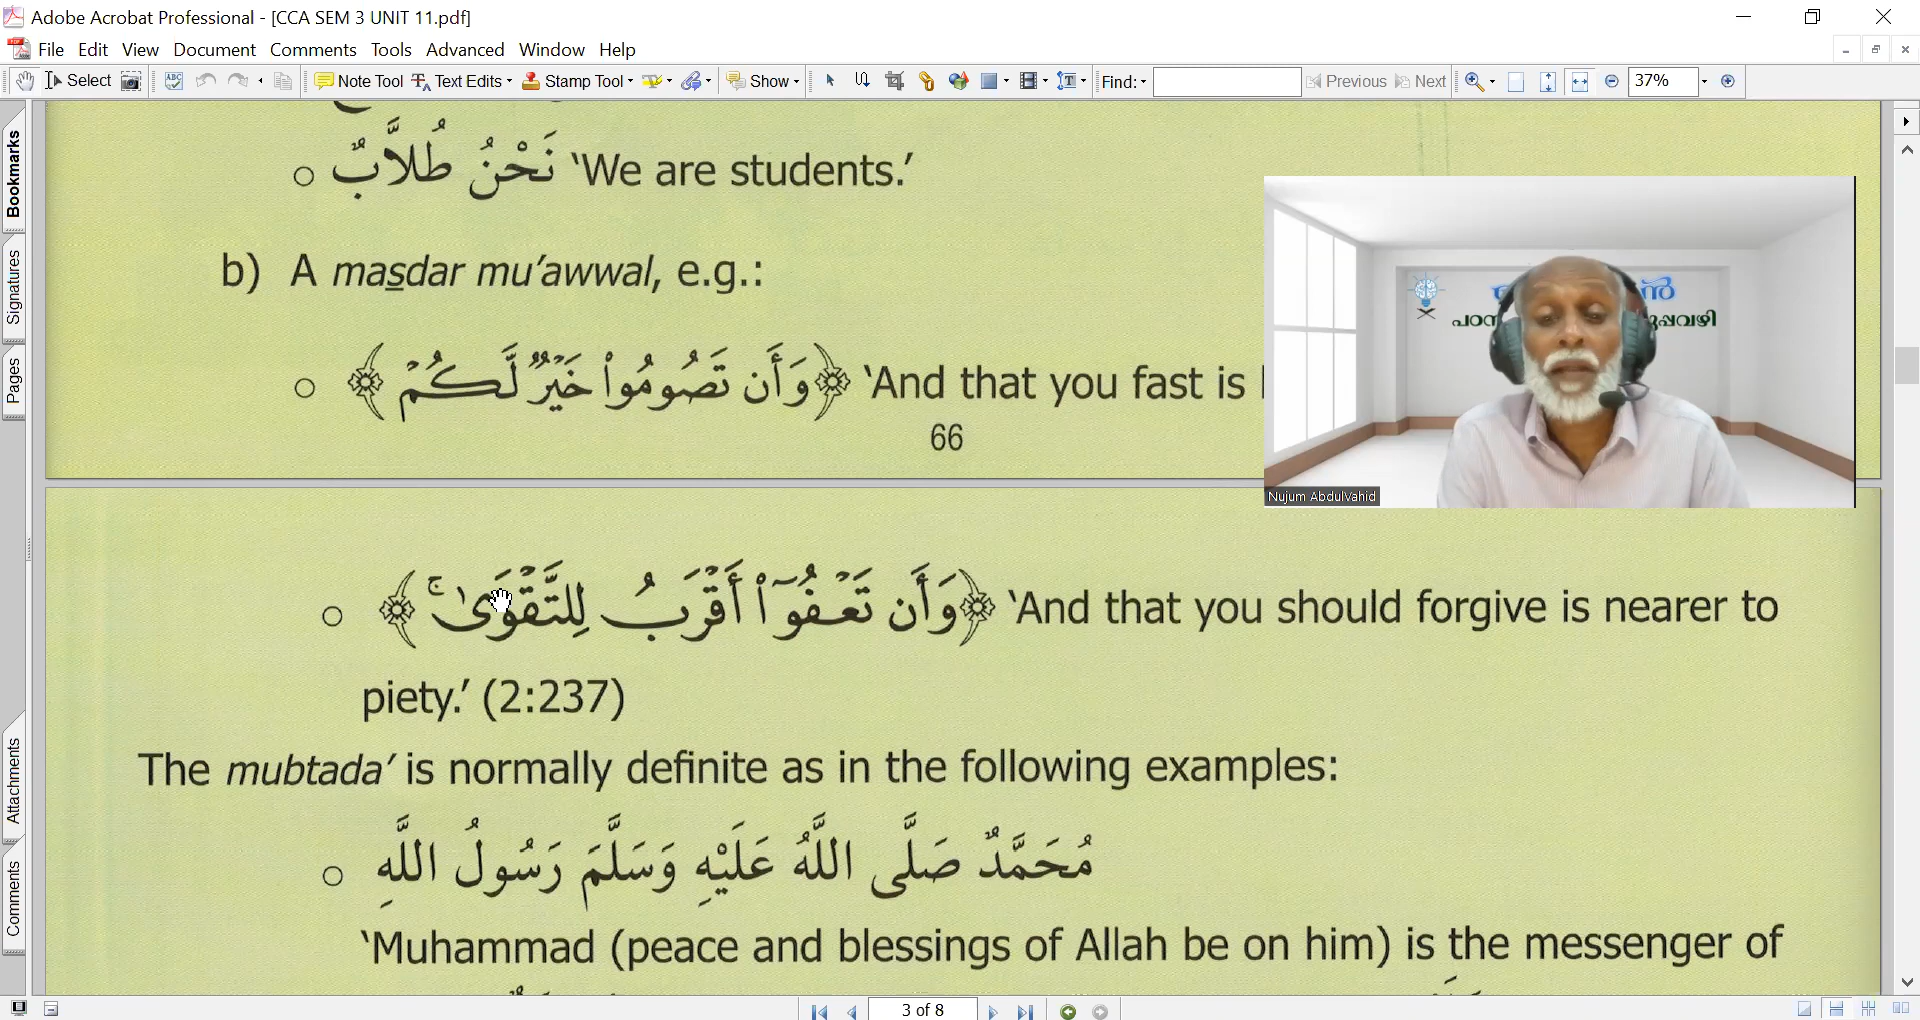 Adobe Acrobat Professional - [CCA SEM 3 UNIT 11.pdf]
File Edit View Document Comments Tools Advanced Window Help
Select Note Tool Text Edits Stamp Tool Show Find: Previous Next 37%
Bookmarks
Signatures
Pages
Attachments
Comments
نَحْنُ طُلَّابٌ 'We are students.'
b) A masdar mu'awwal, e.g.:
﴿وَأَن تَصُومُوا۟ خَيْرٌ لَّكُمْ﴾ 'And that you fast is
66
പഠന
Nujum AbdulVahid
﴿وَأَن تَعْفُوٓا۟ أَقْرَبُ لِلتَّقْوَىٰ ۚ﴾ 'And that you should forgive is nearer to
piety.' (2:237)
The mubtada' is normally definite as in the following examples:
مُحَمَّدٌ صَلَّى اللَّهُ عَلَيْهِ وَسَلَّمَ رَسُولُ اللَّهِ
'Muhammad (peace and blessings of Allah be on him) is the messenger of
3 of 8